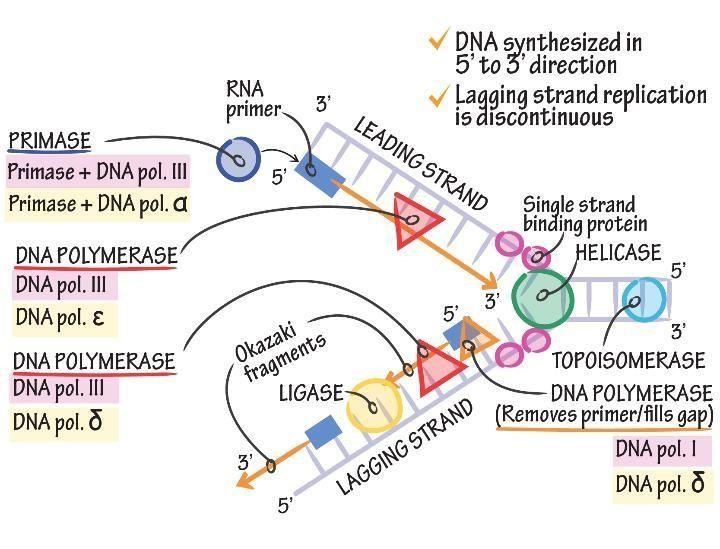 ✓ DNA synthesized in
5' to 3' direction
✓ Lagging strand replication
is discontinuous
RNA
primer
3'
5'
LEADING STRAND
PRIMASE
Primase + DNA pol. III
Primase + DNA pol. α
DNA POLYMERASE
DNA pol. III
DNA pol. ε
DNA POLYMERASE
DNA pol. III
DNA pol. δ
Single strand
binding protein
HELICASE
5'
3'
TOPOISOMERASE
3'
5'
Okazaki
fragments
LIGASE
LAGGING STRAND
3'
5'
DNA POLYMERASE
(Removes primer/fills gap)
DNA pol. I
DNA pol. δ